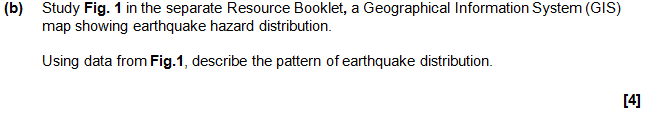 (b) Study Fig. 1 in the separate Resource Booklet, a Geographical Information System (GIS)
map showing earthquake hazard distribution.
Using data from Fig.1, describe the pattern of earthquake distribution.
[4]